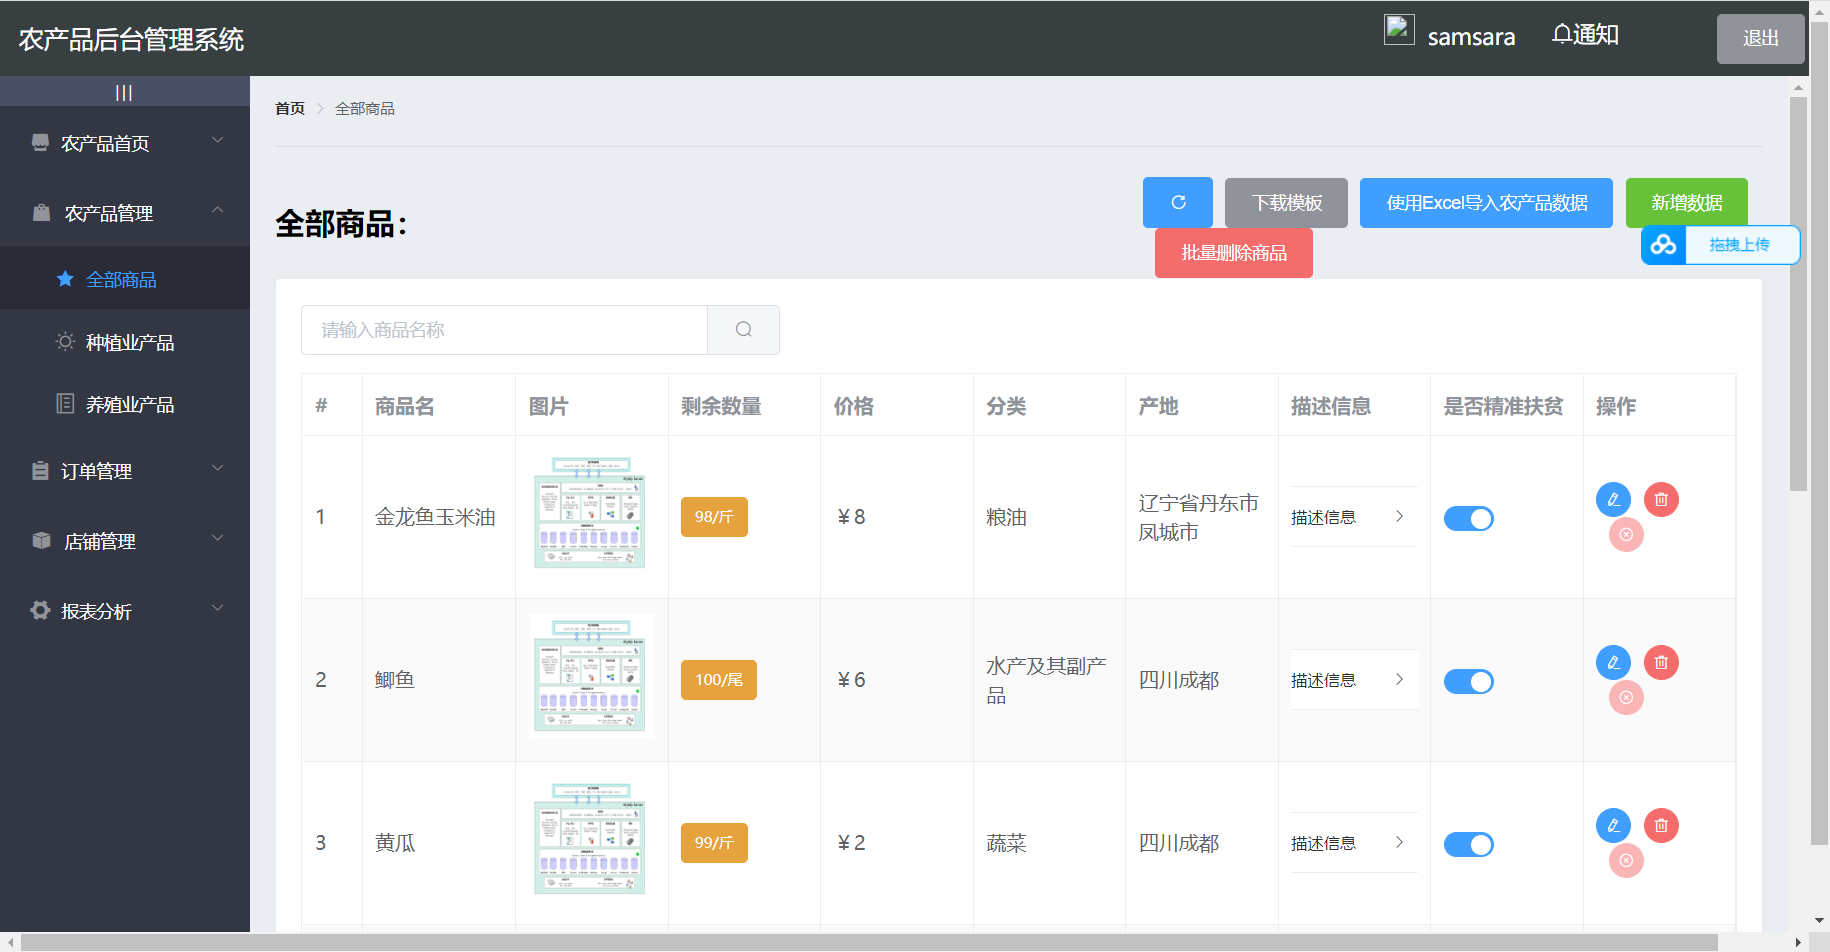 农产品后台管理系统
samsara
通知
退出
|||
农产品首页
农产品管理
全部商品
种植业产品
养殖业产品
订单管理
店铺管理
报表分析
首页 > 全部商品
全部商品：
下载模板
使用Excel导入农产品数据
新增数据
批量删除商品
拖拽上传
请输入商品名称
# 商品名 图片 剩余数量 价格 分类 产地 描述信息 是否精准扶贫 操作
1 金龙鱼玉米油 98/斤 ¥ 8 粮油 辽宁省丹东市
凤城市 描述信息
2 鲫鱼 100/尾 ¥ 6 水产及其副产
品 四川成都 描述信息
3 黄瓜 99/斤 ¥ 2 蔬菜 四川成都 描述信息